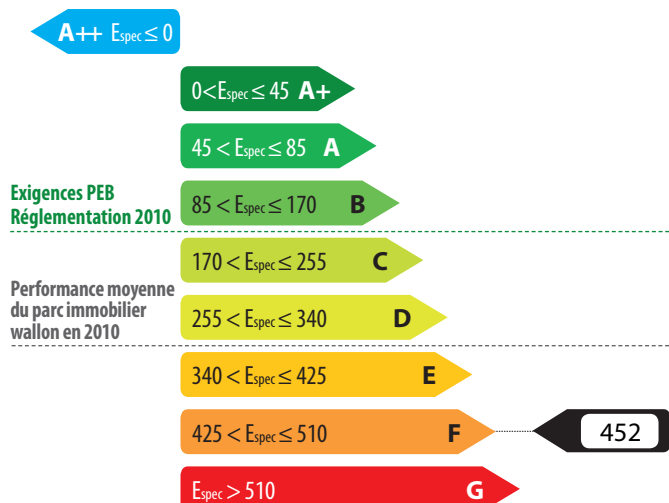 A++ Espec ≤ 0
0<Espec ≤ 45 A+
45 < Espec ≤ 85 A
Exigences PEB
Réglementation 2010
85 < Espec ≤ 170 B
170 < Espec ≤ 255 C
Performance moyenne
du parc immobilier
wallon en 2010
255 < Espec ≤ 340 D
340 < Espec ≤ 425 E
425 < Espec ≤ 510 F
452
Espec > 510 G